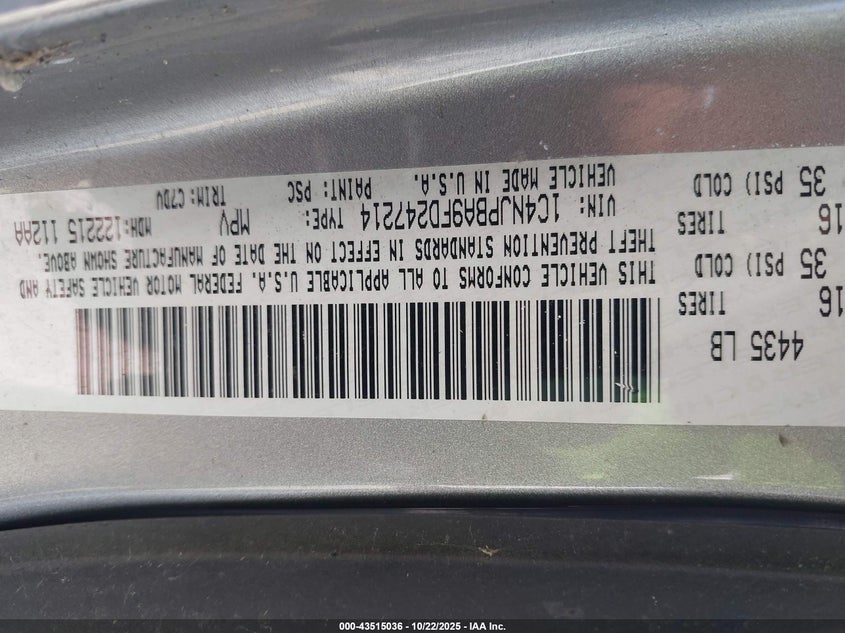 4435 LB
16 TIRES
35 PSI) COLD
16 TIRES
35 PSI) COLD
THIS VEHICLE CONFORMS TO ALL APPLICABLE U.S.A. FEDERAL MOTOR VEHICLE SAFETY AND
THEFT PREVENTION STANDARDS IN EFFECT ON THE DATE OF MANUFACTURE SHOWN ABOVE.
VIN: 1C4NJPBA9FD247214 TYPE: MPV MDH:122215 112AA
VEHICLE MADE IN U.S.A. PAINT: PSC TRIM: C7DV
000-43515036 - 10/22/2025 - IAA Inc.